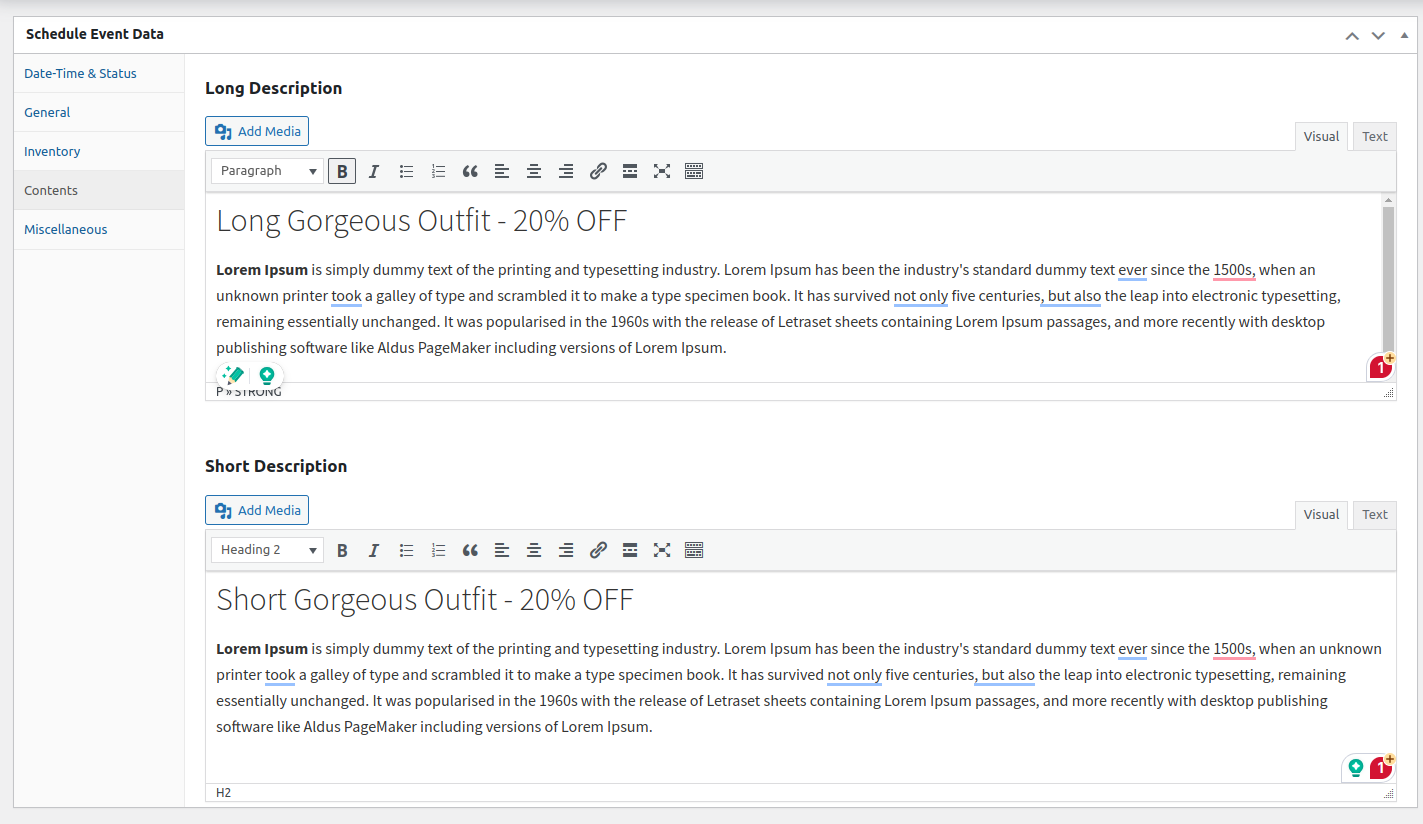 Schedule Event Data
Date-Time & Status
General
Inventory
Contents
Miscellaneous
Long Description
Add Media
Visual
Text
Paragraph
B
I
Long Gorgeous Outfit - 20% OFF
Lorem Ipsum is simply dummy text of the printing and typesetting industry. Lorem Ipsum has been the industry's standard dummy text ever since the 1500s, when an
unknown printer took a galley of type and scrambled it to make a type specimen book. It has survived not only five centuries, but also the leap into electronic typesetting,
remaining essentially unchanged. It was popularised in the 1960s with the release of Letraset sheets containing Lorem Ipsum passages, and more recently with desktop
publishing software like Aldus PageMaker including versions of Lorem Ipsum.
1
P » STRONG
Short Description
Add Media
Visual
Text
Heading 2
B
I
Short Gorgeous Outfit - 20% OFF
Lorem Ipsum is simply dummy text of the printing and typesetting industry. Lorem Ipsum has been the industry's standard dummy text ever since the 1500s, when an unknown
printer took a galley of type and scrambled it to make a type specimen book. It has survived not only five centuries, but also the leap into electronic typesetting, remaining
essentially unchanged. It was popularised in the 1960s with the release of Letraset sheets containing Lorem Ipsum passages, and more recently with desktop publishing
software like Aldus PageMaker including versions of Lorem Ipsum.
1
H2